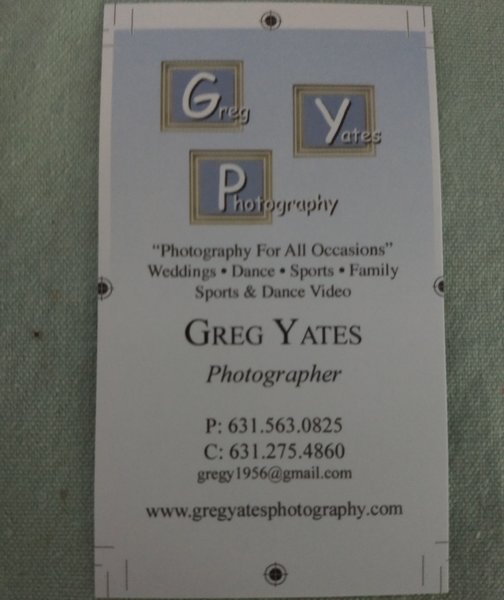 Greg
Yates
Photography
"Photography For All Occasions"
Weddings • Dance • Sports • Family
Sports & Dance Video
GREG YATES
Photographer
P: 631.563.0825
C: 631.275.4860
gregy1956@gmail.com
www.gregyatesphotography.com